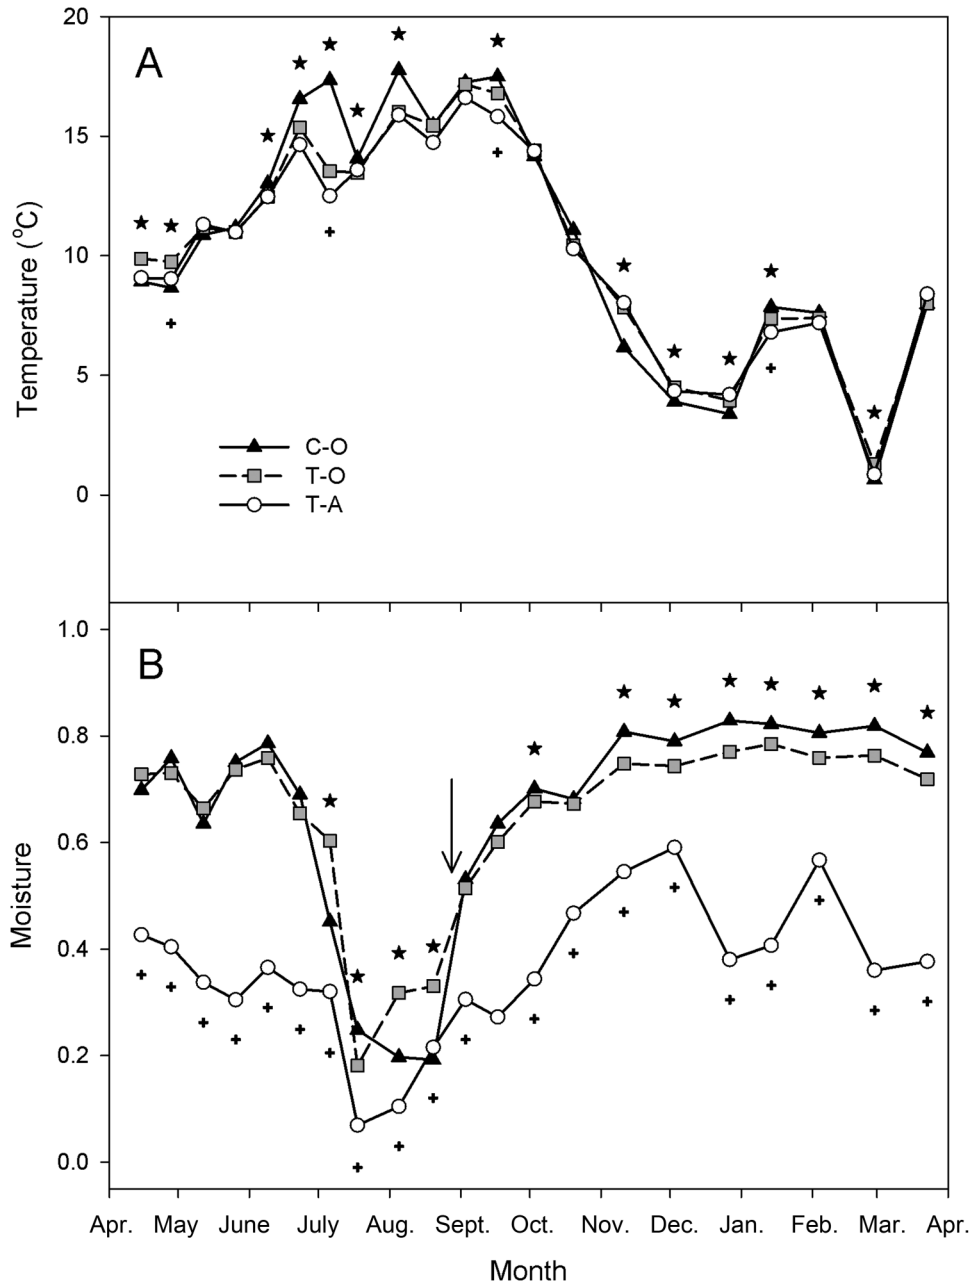 20
A
15
10
5
0
Temperature (°C)
C-O
T-O
T-A
1.0
B
0.8
0.6
0.4
0.2
0.0
Moisture
Apr. May June July Aug. Sept. Oct. Nov. Dec. Jan. Feb. Mar. Apr.
Month